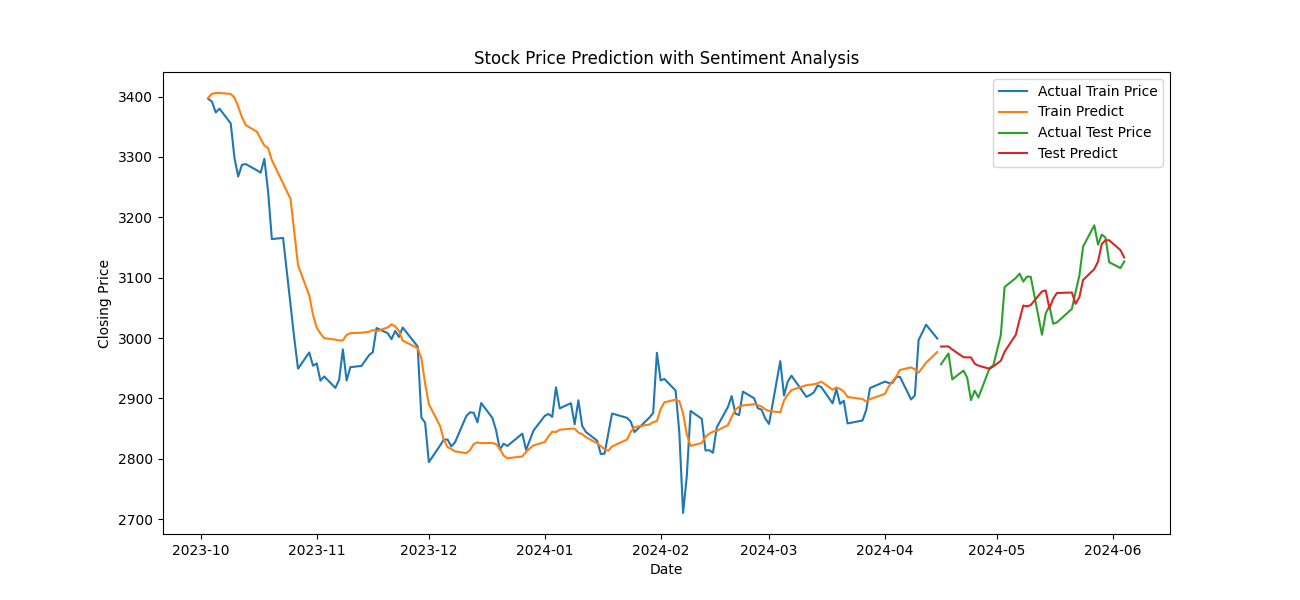 Stock Price Prediction with Sentiment Analysis
Actual Train Price
Train Predict
Actual Test Price
Test Predict
3400
3300
3200
3100
3000
2900
2800
2700
Closing Price
2023-10
2023-11
2023-12
2024-01
2024-02
2024-03
2024-04
2024-05
2024-06
Date